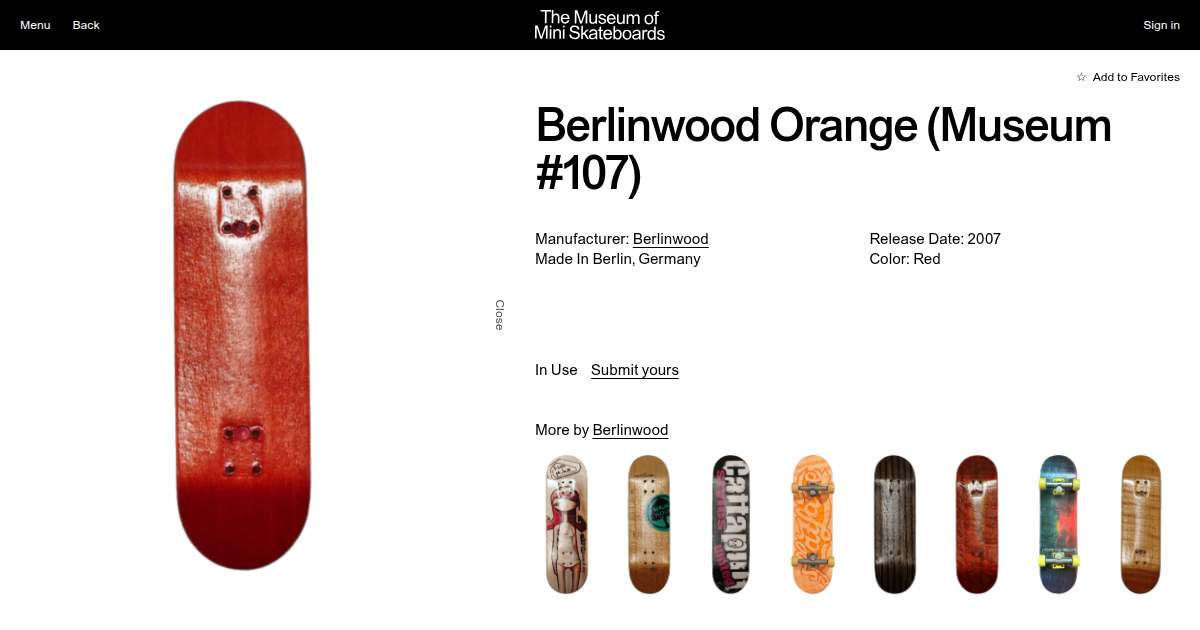 Menu
Back
The Museum of
Mini Skateboards
Sign in
☆ Add to Favorites
Berlinwood Orange (Museum
#107)
Manufacturer: Berlinwood
Release Date: 2007
Made In Berlin, Germany
Color: Red
Close
In Use
Submit yours
More by Berlinwood